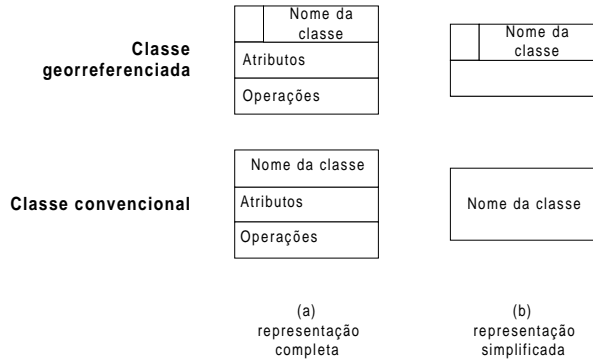 Classe
georreferenciada
Nome da
classe
Atributos
Operações
Nome da
classe
Classe convencional
Nome da classe
Atributos
Operações
Nome da classe
(a)
representação
completa
(b)
representação
simplificada